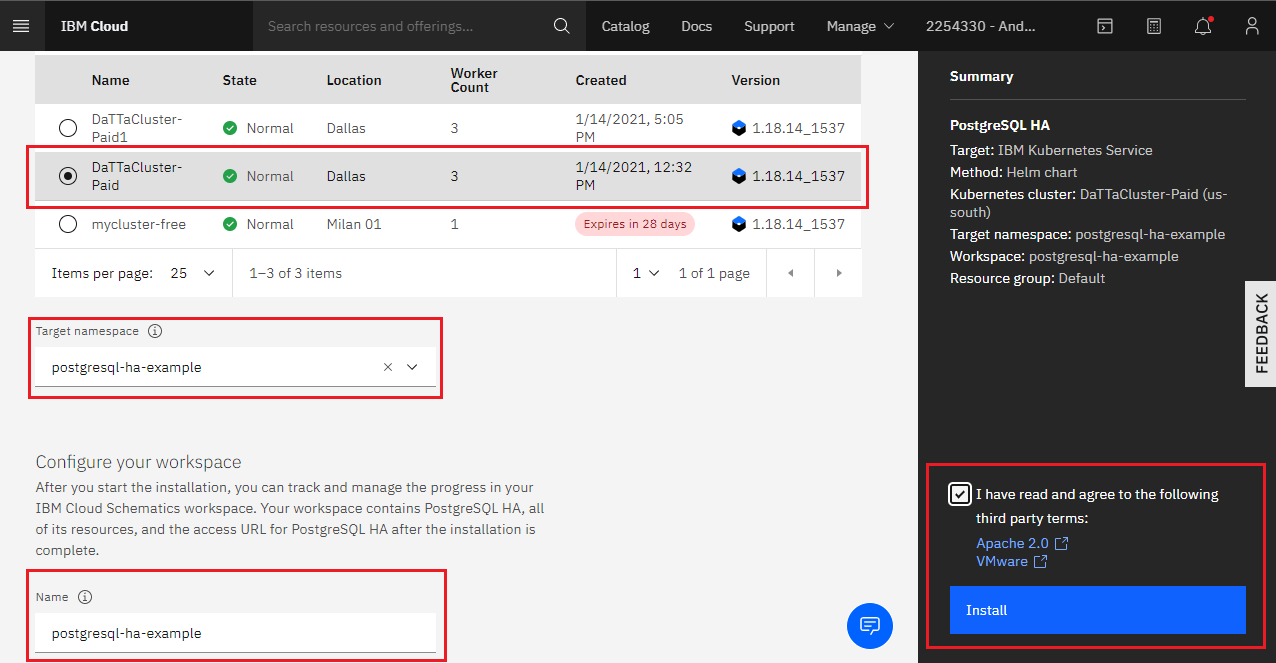 IBM Cloud
Search resources and offerings...
Catalog
Docs
Support
Manage
2254330 - And...
Name State Location Worker Count Created Version
DaTTaCluster-Paid1 Normal Dallas 3 1/14/2021, 5:05 PM 1.18.14_1537
DaTTaCluster-Paid Normal Dallas 3 1/14/2021, 12:32 PM 1.18.14_1537
mycluster-free Normal Milan 01 1 Expires in 28 days 1.18.14_1537
Items per page: 25 1–3 of 3 items 1 1 of 1 page
Target namespace
postgresql-ha-example
Configure your workspace
After you start the installation, you can track and manage the progress in your
IBM Cloud Schematics workspace. Your workspace contains PostgreSQL HA, all
of its resources, and the access URL for PostgreSQL HA after the installation is
complete.
Name
postgresql-ha-example
Summary
PostgreSQL HA
Target: IBM Kubernetes Service
Method: Helm chart
Kubernetes cluster: DaTTaCluster-Paid (us-
south)
Target namespace: postgresql-ha-example
Workspace: postgresql-ha-example
Resource group: Default
FEEDBACK
I have read and agree to the following
third party terms:
Apache 2.0
VMware
Install